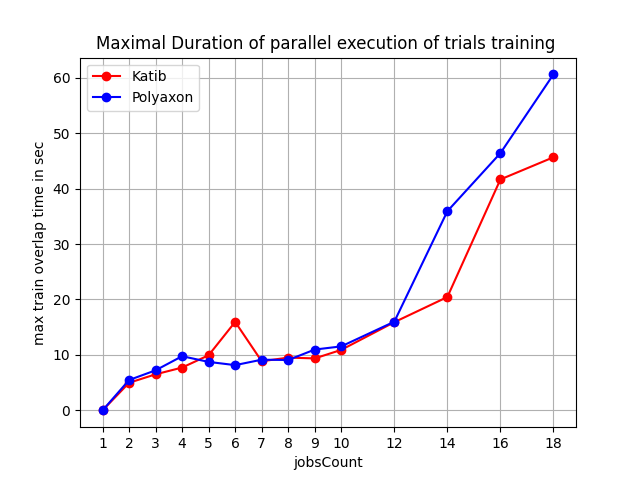 Maximal Duration of parallel execution of trials training
Katib
Polyaxon
max train overlap time in sec
60
50
40
30
20
10
0
1 2 3 4 5 6 7 8 9 10 12 14 16 18
jobsCount